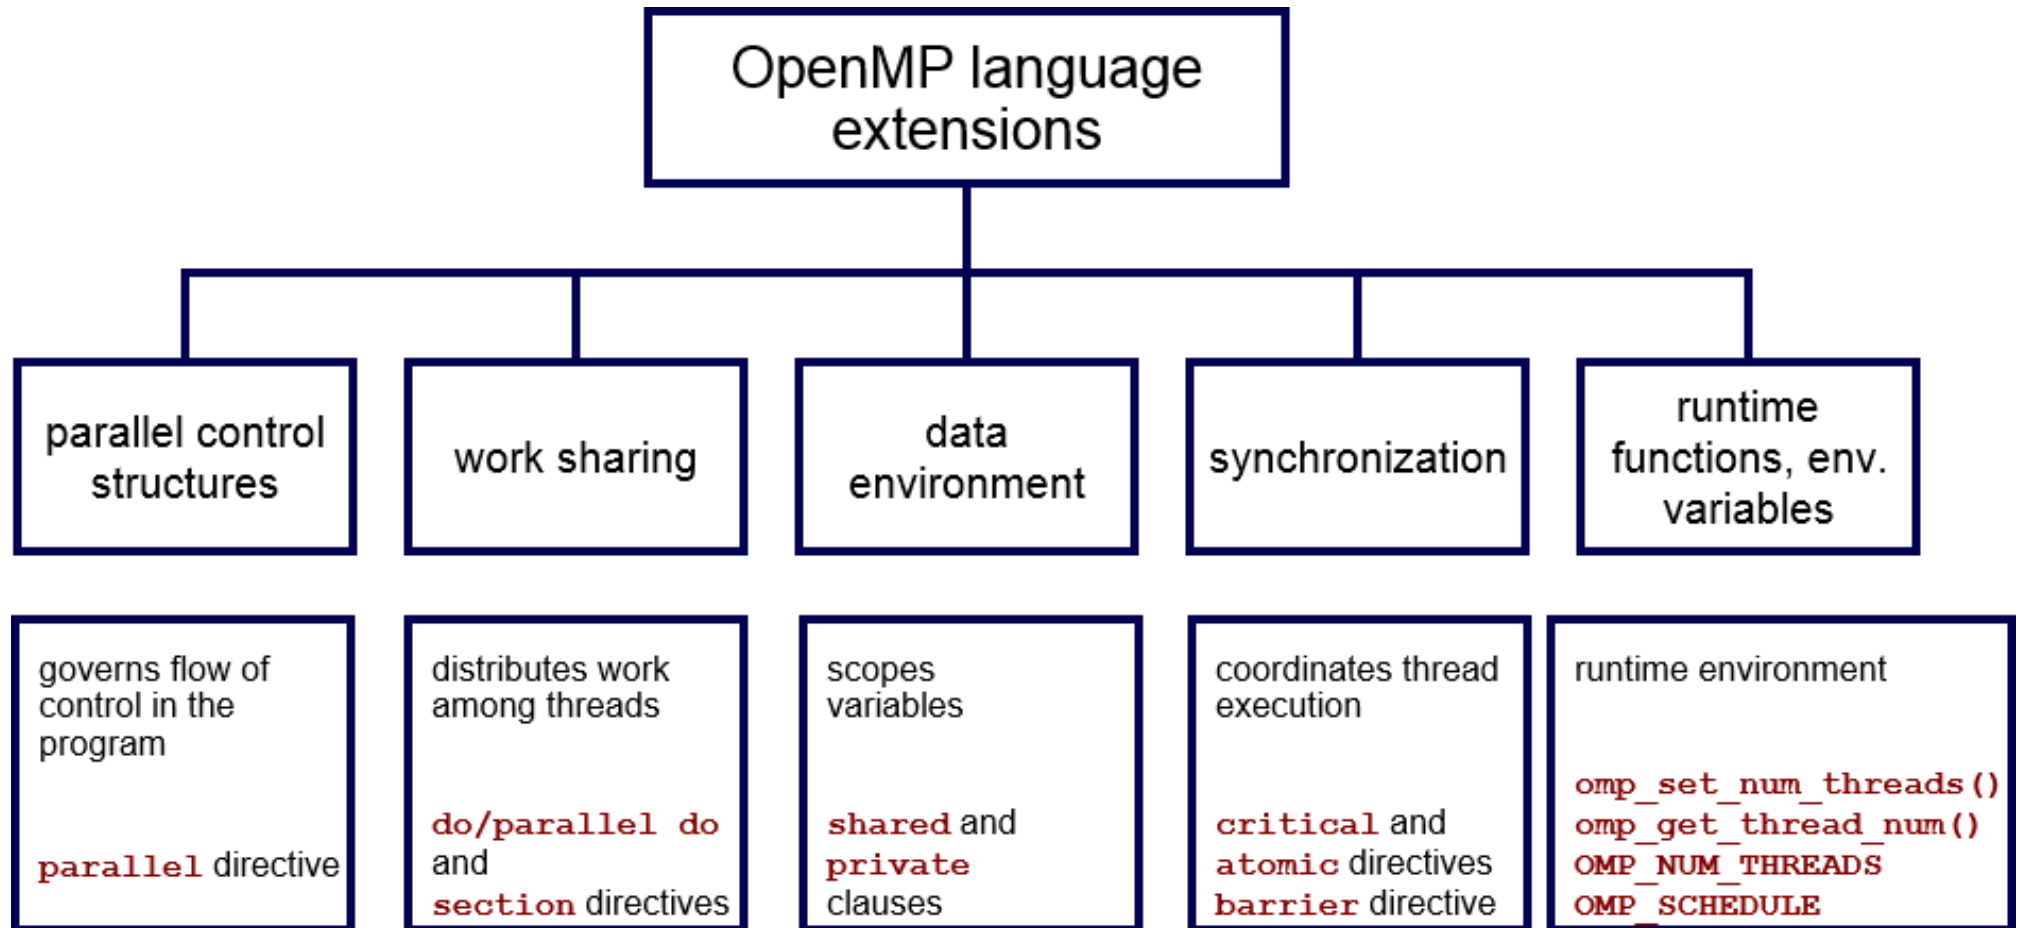 OpenMP language
extensions
parallel control
structures
work sharing
data
environment
synchronization
runtime
functions, env.
variables
governs flow of
control in the
program
parallel directive
distributes work
among threads
do/parallel do
and
section directives
scopes
variables
shared and
private
clauses
coordinates thread
execution
critical and
atomic directives
barrier directive
runtime environment
omp_set_num_threads()
omp_get_thread_num()
OMP_NUM_THREADS
OMP_SCHEDULE